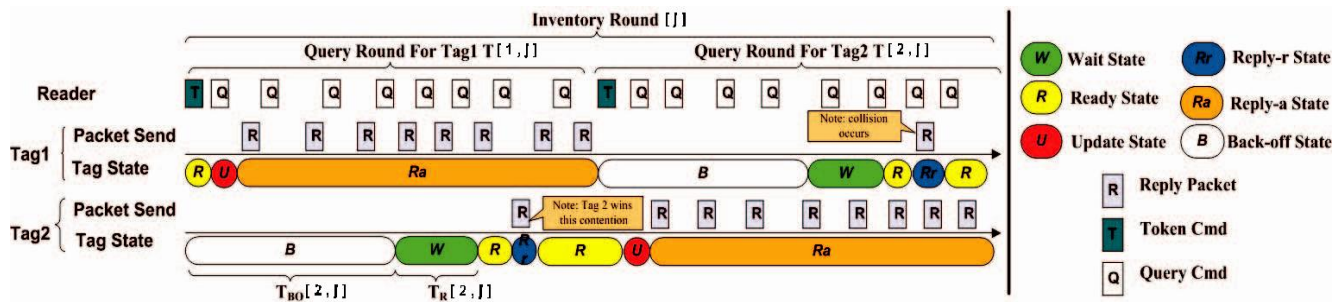 Inventory Round [J]
Query Round For Tag1 T[1,J]
Query Round For Tag2 T[2,J]
Reader
T Q Q Q Q Q Q Q Q T Q Q Q Q Q Q Q Q
Tag1
Packet Send
R R R R R R R R
Note: collision
occurs
R
Tag State
R U Ra B W R Rr R
Tag2
Packet Send
R
Note: Tag 2 wins
this contention
R R R R R R R R
Tag State
B W R Rr R U Ra
TBO[2,J]
TR[2,J]
W Wait State
Rr Reply-r State
R Ready State
Ra Reply-a State
U Update State
B Back-off State
R Reply Packet
T Token Cmd
Q Query Cmd